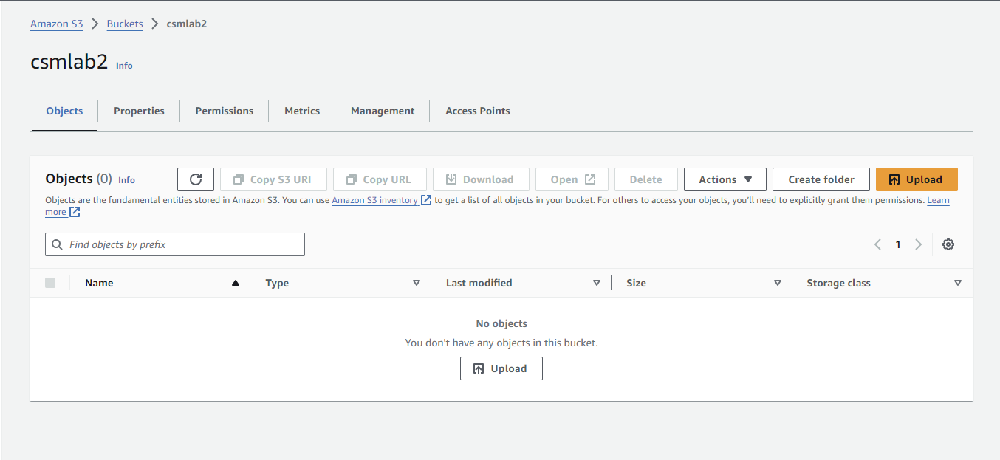 Amazon S3 > Buckets > csmlab2
csmlab2 Info
Objects Properties Permissions Metrics Management Access Points
Objects (0) Info Copy S3 URI Copy URL Download Open Delete Actions Create folder Upload
Objects are the fundamental entities stored in Amazon S3. You can use Amazon S3 inventory to get a list of all objects in your bucket. For others to access your objects, you'll need to explicitly grant them permissions. Learn
more
Find objects by prefix 1
Name Type Last modified Size Storage class
No objects
You don't have any objects in this bucket.
Upload